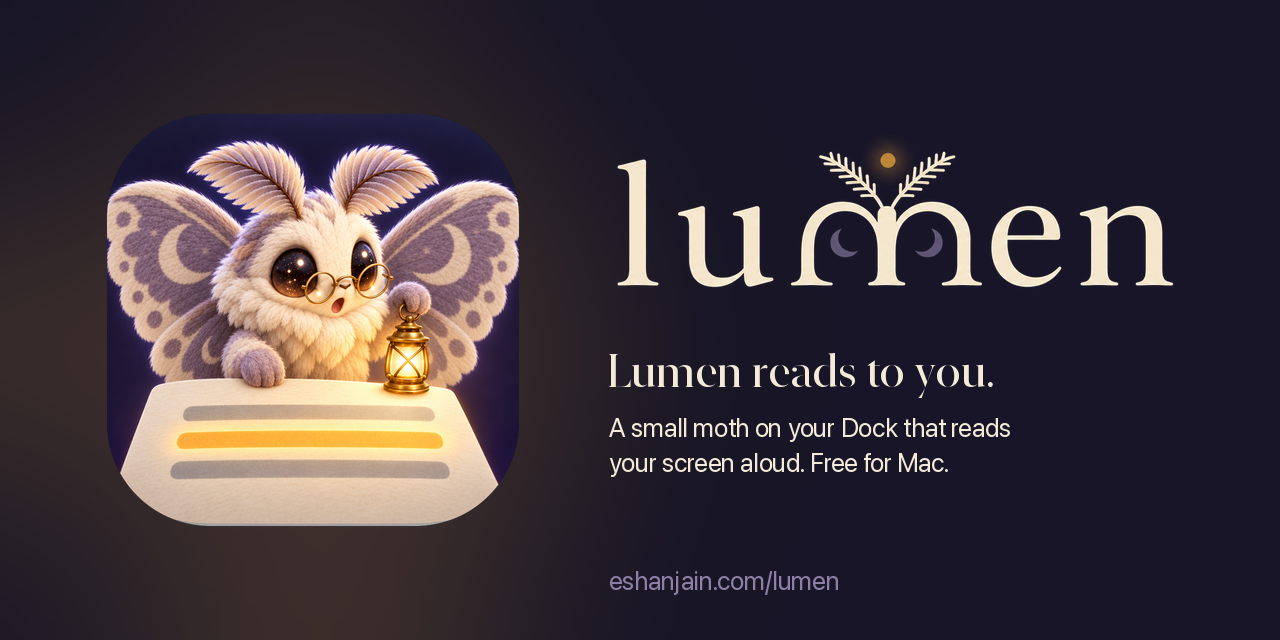 lumen
Lumen reads to you.
A small moth on your Dock that reads
your screen aloud. Free for Mac.
eshanjain.com/lumen